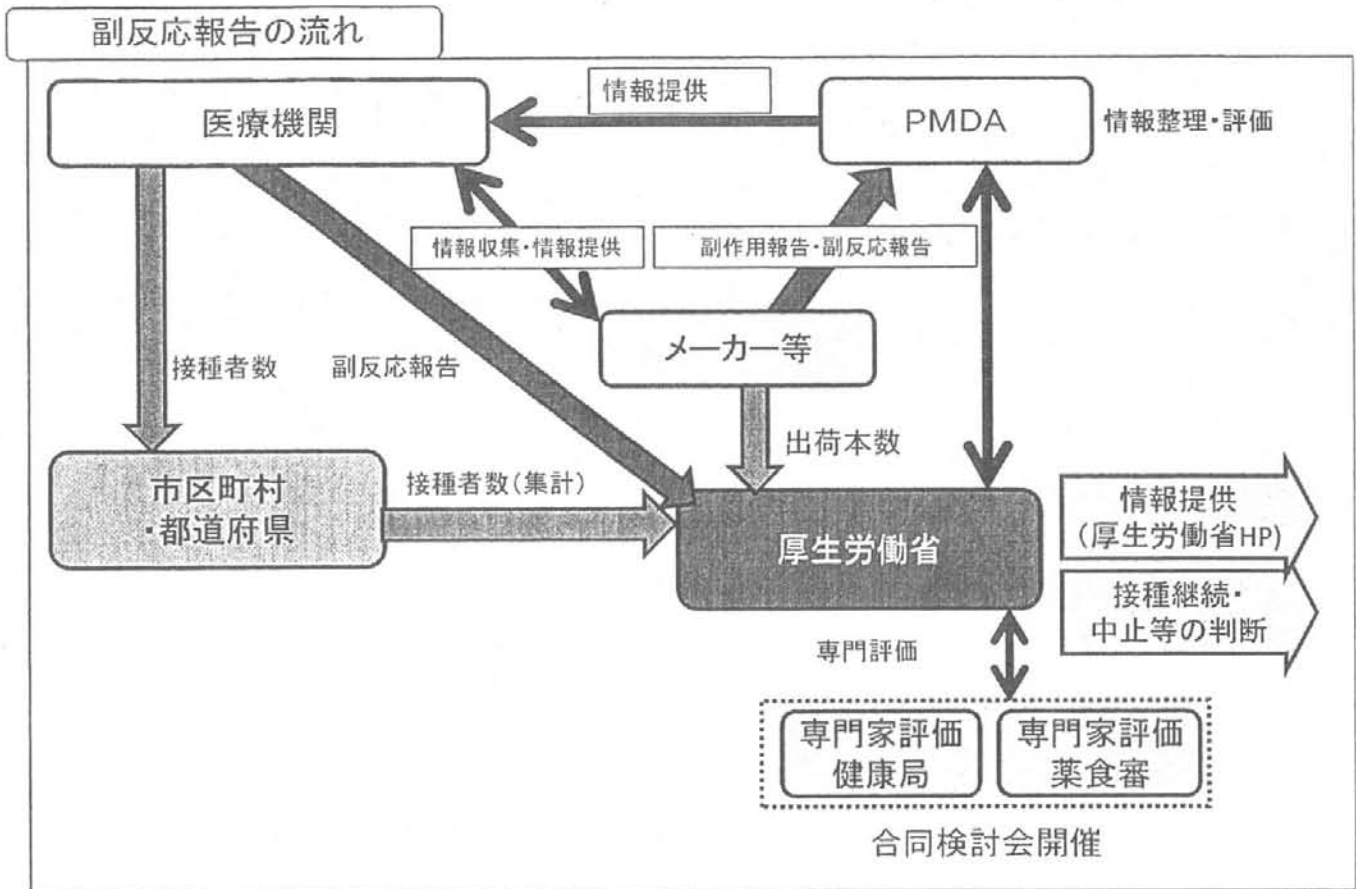 副反応報告の流れ
医療機関
情報提供
PMDA
情報整理・評価
情報収集・情報提供
副作用報告・副反応報告
メーカー等
接種者数
副反応報告
出荷本数
市区町村
・都道府県
接種者数(集計)
厚生労働省
情報提供
(厚生労働省HP)
接種継続・
中止等の判断
専門評価
専門家評価
健康局
専門家評価
薬食審
合同検討会開催